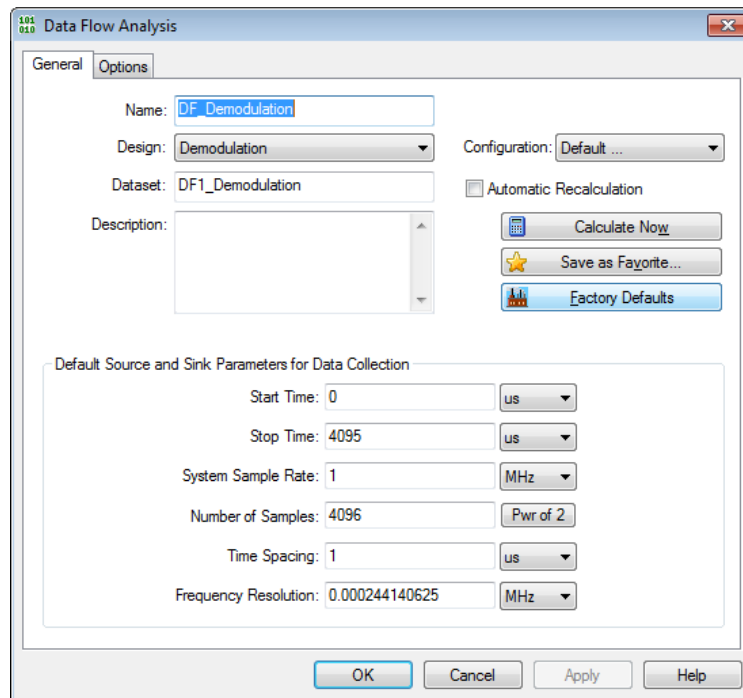 101
010
Data Flow Analysis
General Options
Name: DF_Demodulation
Design: Demodulation Configuration: Default ...
Dataset: DF1_Demodulation Automatic Recalculation
Description: Calculate Now
Save as Favorite...
Factory Defaults
Default Source and Sink Parameters for Data Collection
Start Time: 0 us
Stop Time: 4095 us
System Sample Rate: 1 MHz
Number of Samples: 4096 Pwr of 2
Time Spacing: 1 us
Frequency Resolution: 0.000244140625 MHz
OK Cancel Apply Help